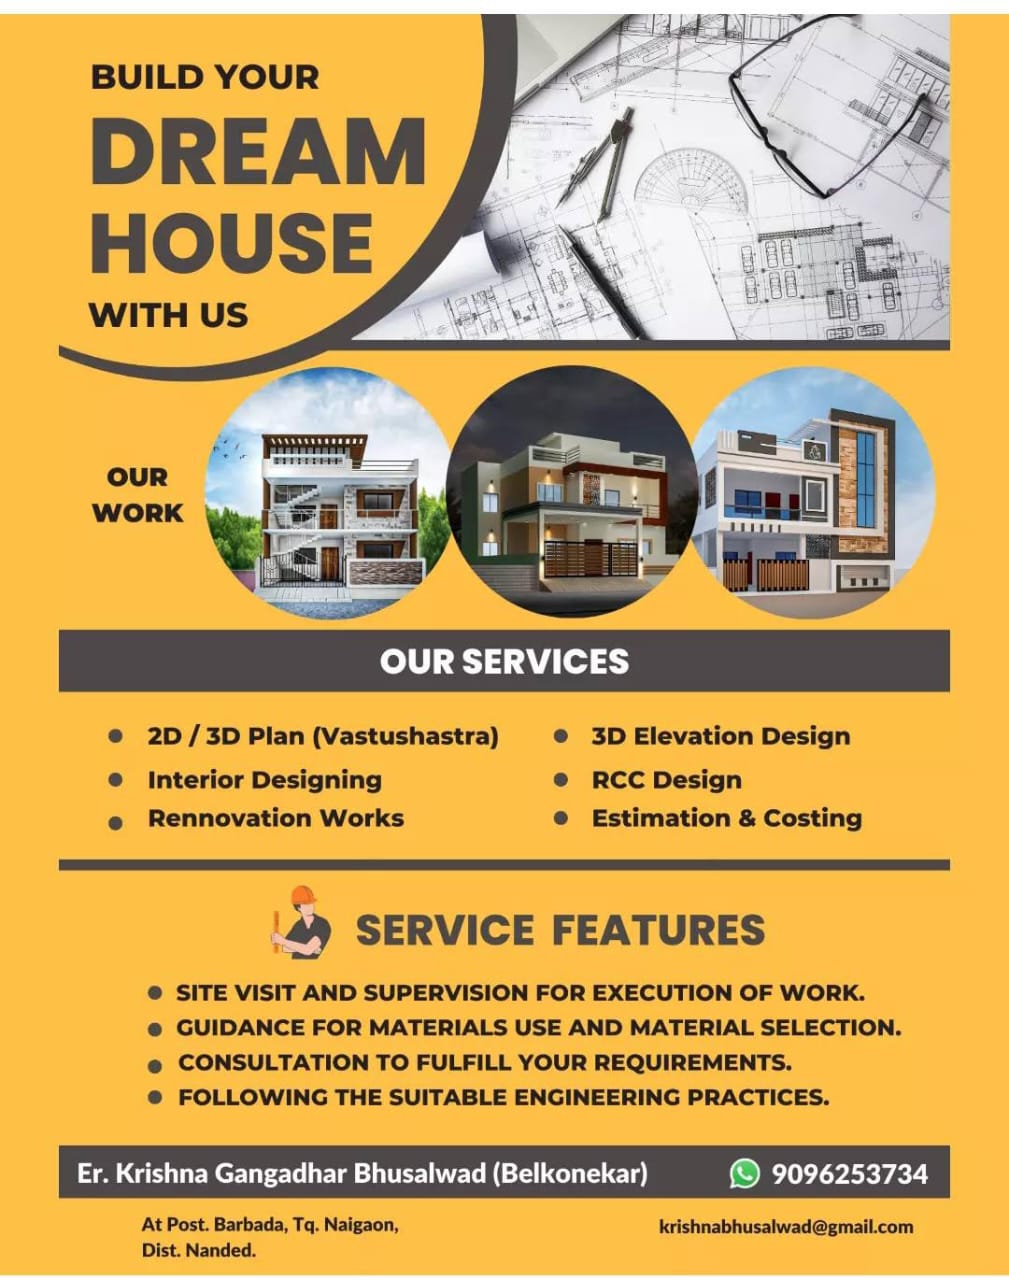 BUILD YOUR
DREAM
HOUSE
WITH US
OUR
WORK
OUR SERVICES
2D / 3D Plan (Vastushastra)
Interior Designing
Rennovation Works
3D Elevation Design
RCC Design
Estimation & Costing
SERVICE FEATURES
SITE VISIT AND SUPERVISION FOR EXECUTION OF WORK.
GUIDANCE FOR MATERIALS USE AND MATERIAL SELECTION.
CONSULTATION TO FULFILL YOUR REQUIREMENTS.
FOLLOWING THE SUITABLE ENGINEERING PRACTICES.
Er. Krishna Gangadhar Bhusalwad (Belkonekar)
9096253734
At Post. Barbada, Tq. Naigaon,
Dist. Nanded.
krishnabhusalwad@gmail.com